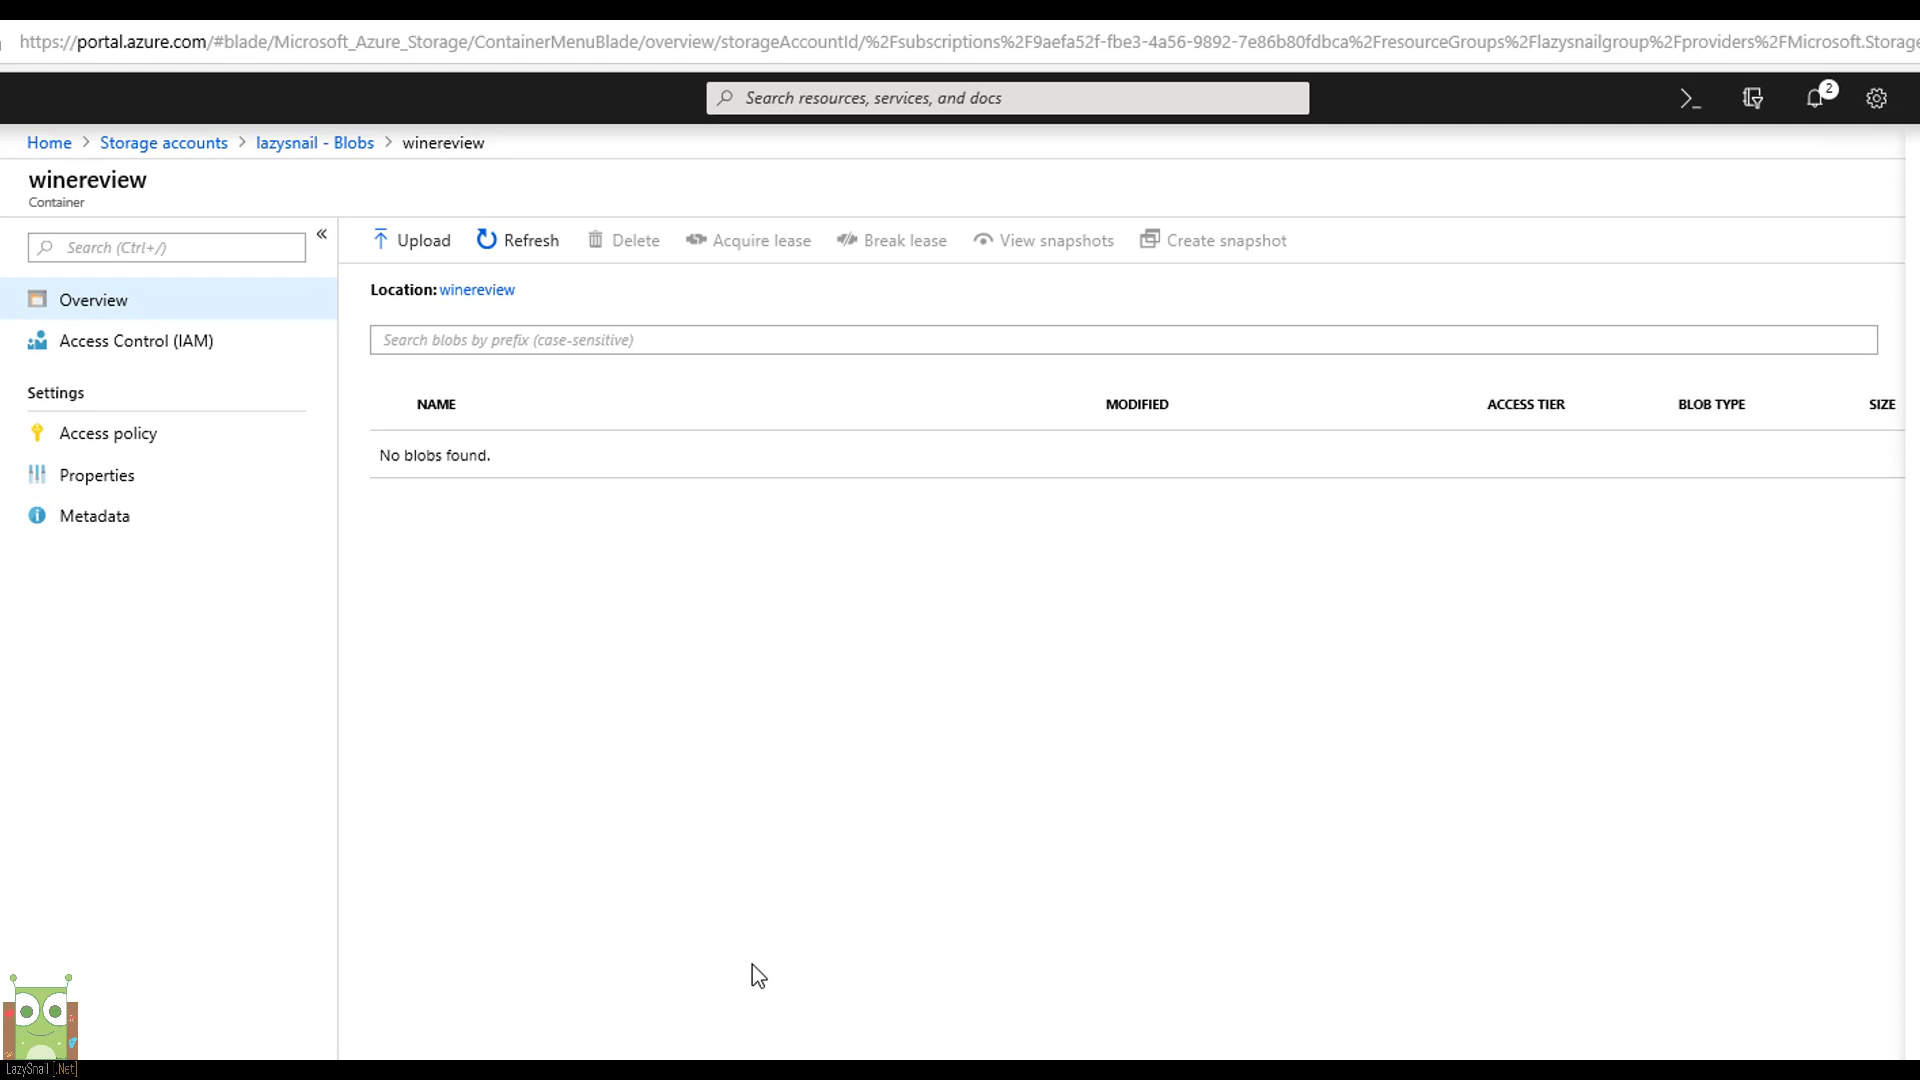 https://portal.azure.com/#blade/Microsoft_Azure_Storage/ContainerMenuBlade/overview/storageAccountId/%2Fsubscriptions%2F9aefa52f-fbe3-4a56-9892-7e86b80fdbca%2FresourceGroups%2Flazysnailgroup%2Fproviders%2FMicrosoft.Storage
Search resources, services, and docs
2
Home > Storage accounts > lazysnail - Blobs > winereview
winereview
Container
Search (Ctrl+/)
«
Overview
Access Control (IAM)
Settings
Access policy
Properties
Metadata
Upload Refresh Delete Acquire lease Break lease View snapshots Create snapshot
Location: winereview
Search blobs by prefix (case-sensitive)
NAME MODIFIED ACCESS TIER BLOB TYPE SIZE
No blobs found.
LazySnail [.Net]